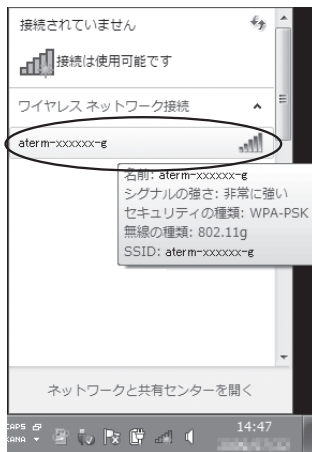 接続されていません
接続は使用可能です
ワイヤレス ネットワーク接続
aterm-xxxxxx-g
名前: aterm-xxxxxx-g
シグナルの強さ: 非常に強い
セキュリティの種類: WPA-PSK
無線の種類: 802.11g
SSID: aterm-xxxxxx-g
ネットワークと共有センターを開く
CAPS
KANA
14:47